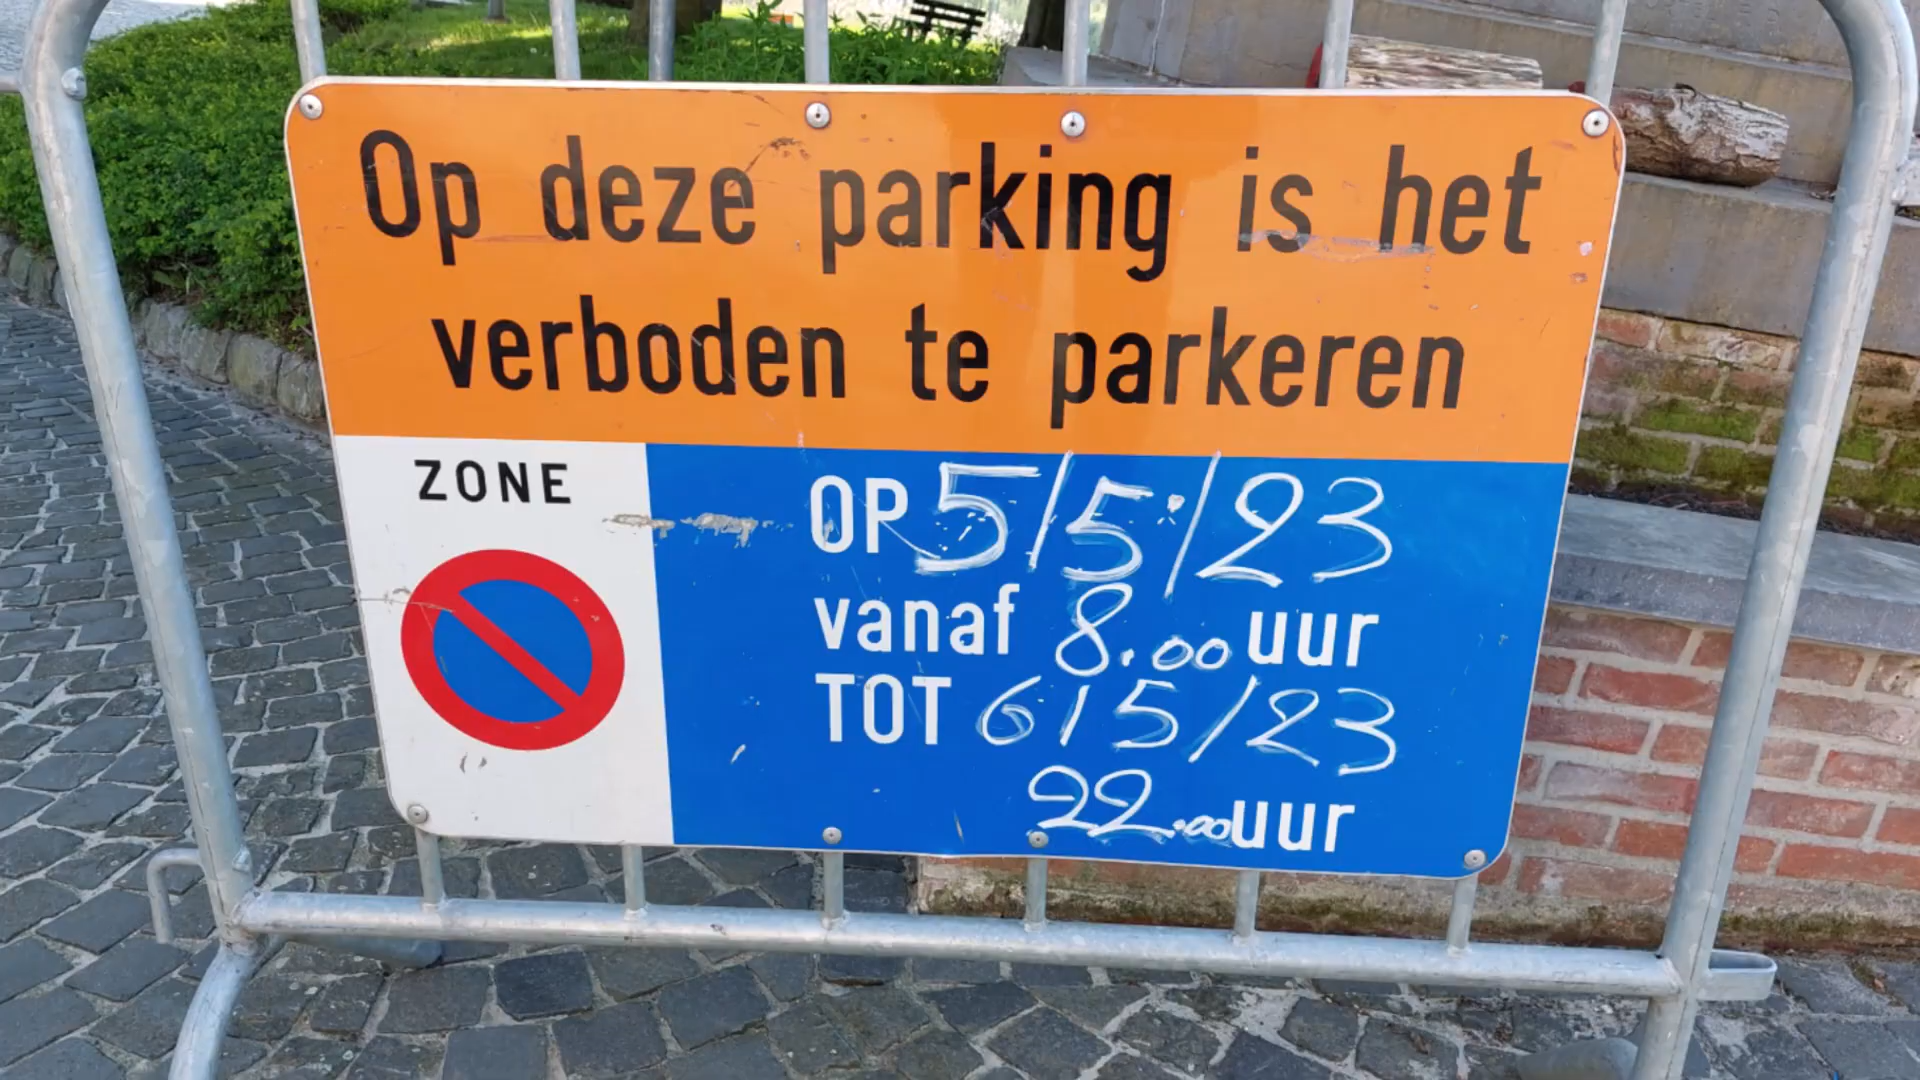 Op deze parking is het
verboden te parkeren
ZONE
OP 5/5/23
vanaf 8.00 uur
TOT 6/5/23
22.00 uur